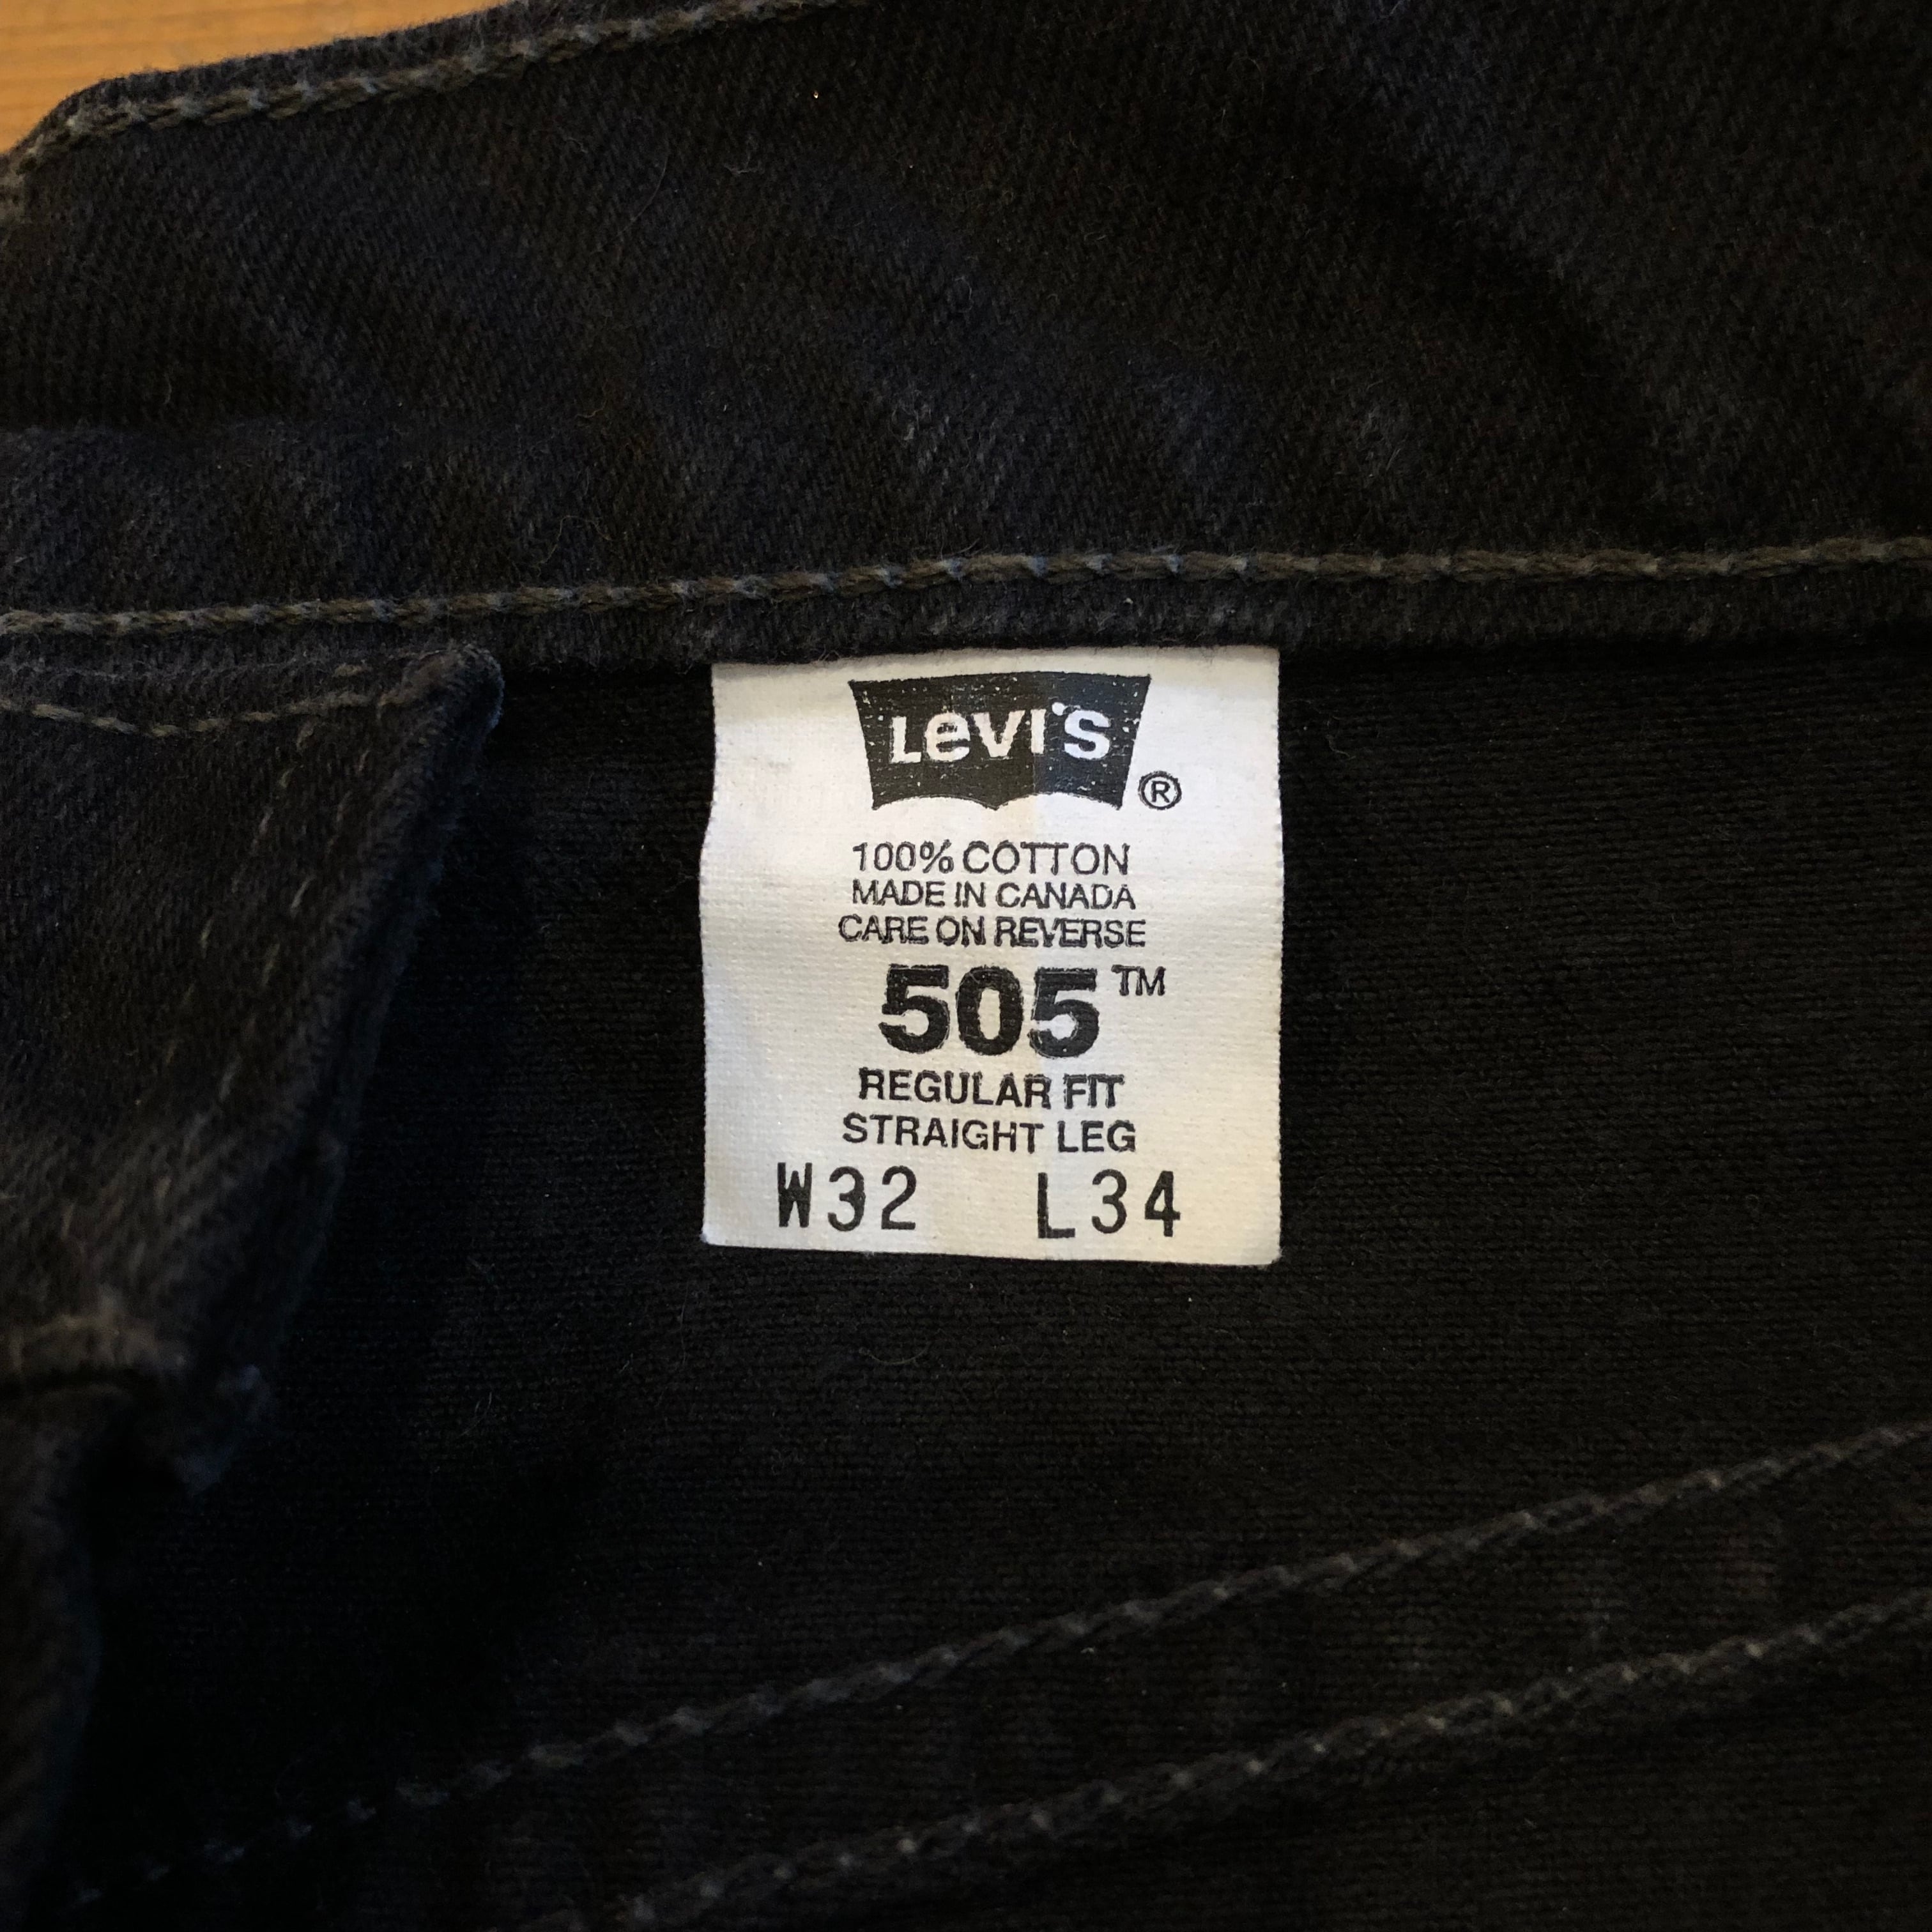 Levi's
®
100% COTTON
MADE IN CANADA
CARE ON REVERSE
505™
REGULAR FIT
STRAIGHT LEG
W32 L34